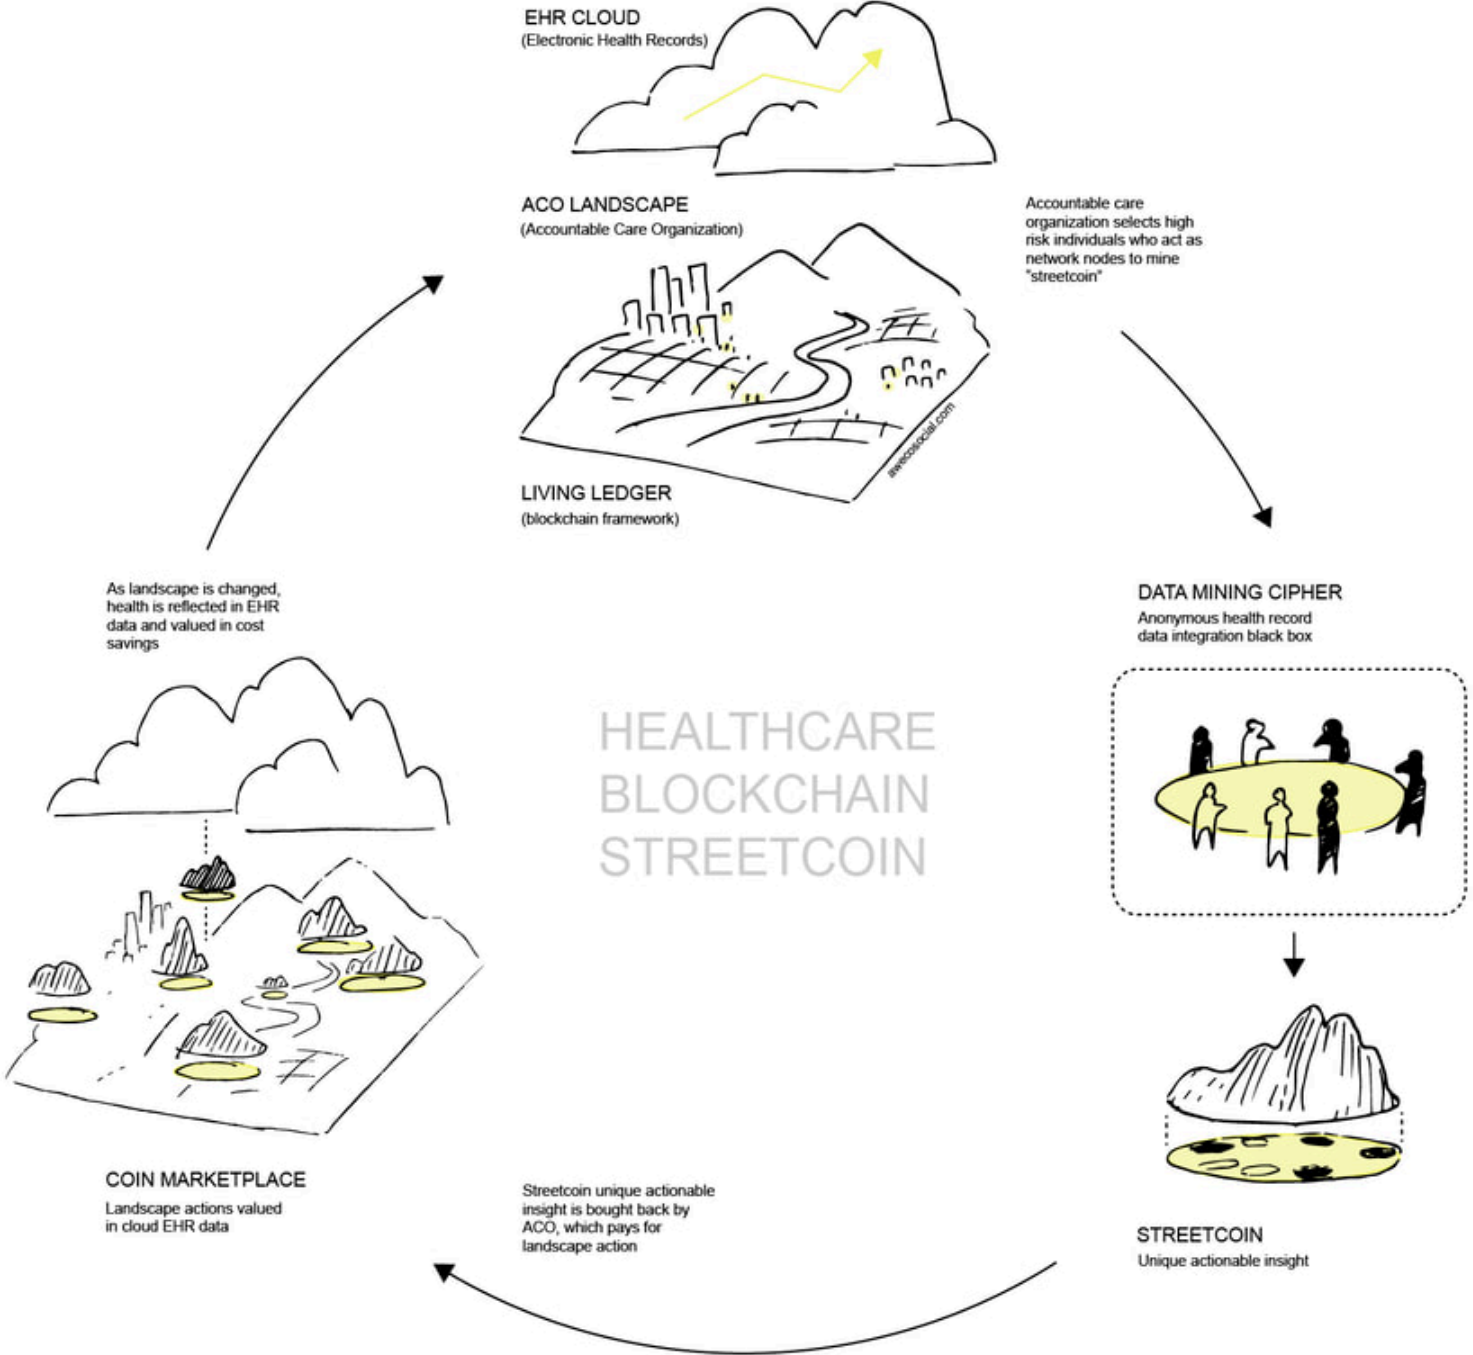 EHR CLOUD
(Electronic Health Records)
ACO LANDSCAPE
(Accountable Care Organization)
awecosocial.com
LIVING LEDGER
(blockchain framework)
Accountable care
organization selects high
risk individuals who act as
network nodes to mine
"streetcoin"
DATA MINING CIPHER
Anonymous health record
data integration black box
STREETCOIN
Unique actionable insight
Streetcoin unique actionable
insight is bought back by
ACO, which pays for
landscape action
COIN MARKETPLACE
Landscape actions valued
in cloud EHR data
As landscape is changed,
health is reflected in EHR
data and valued in cost
savings
HEALTHCARE
BLOCKCHAIN
STREETCOIN